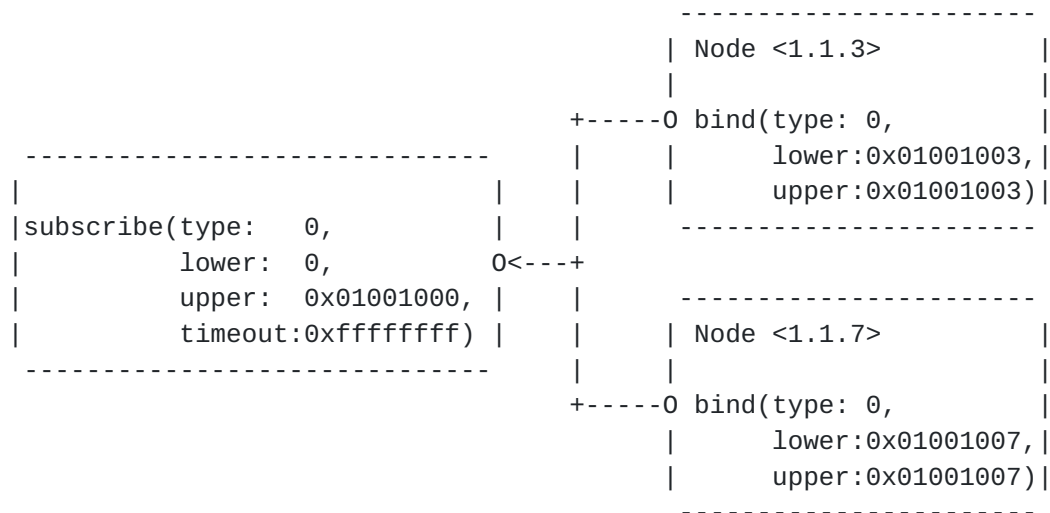 Node <1.1.3>
bind(type: 0,
lower:0x01001003,
upper:0x01001003)
subscribe(type: 0,
lower: 0,
upper: 0x01001000,
timeout:0xffffffff)
Node <1.1.7>
bind(type: 0,
lower:0x01001007,
upper:0x01001007)